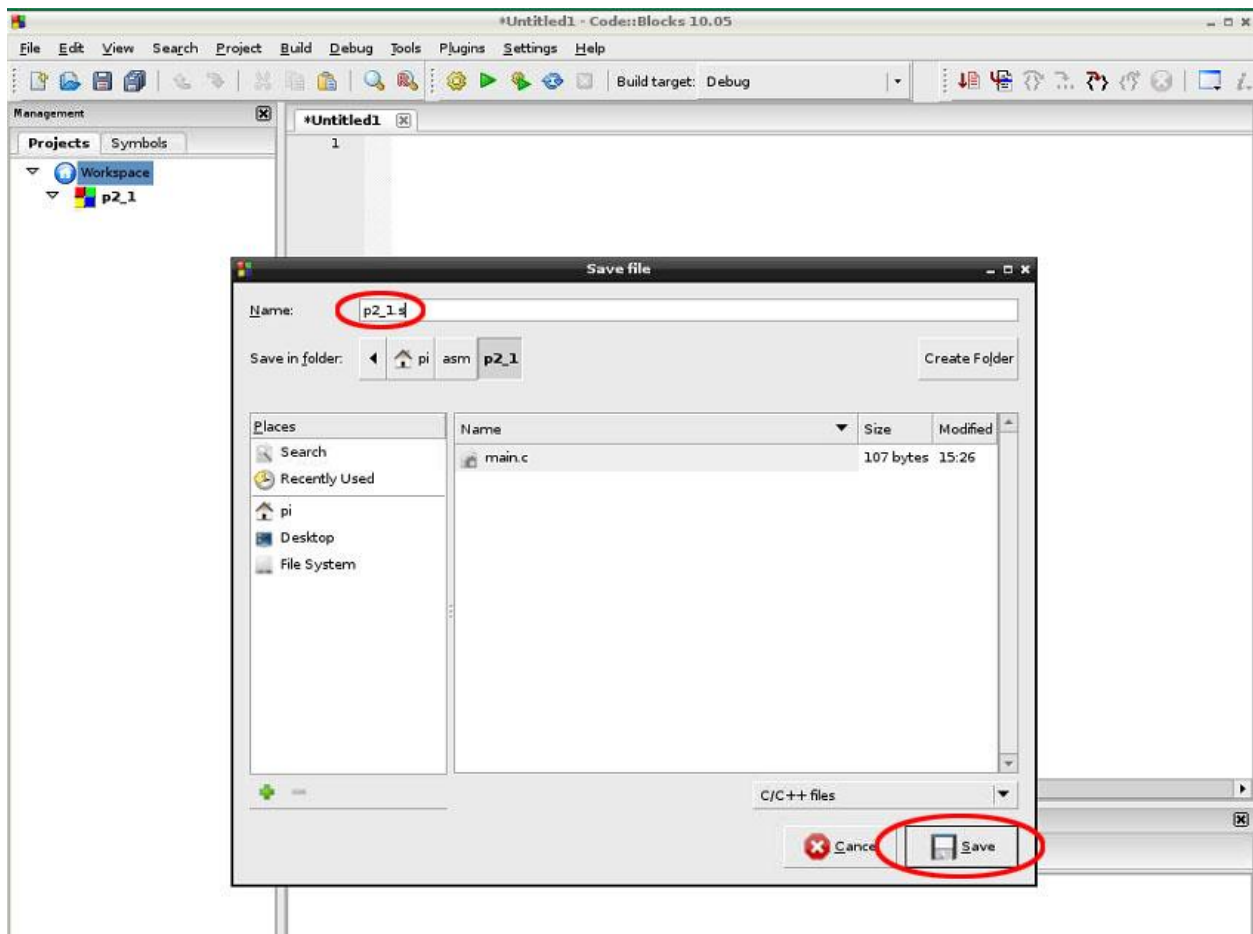 *Untitled1 - Code::Blocks 10.05
File Edit View Search Project Build Debug Tools Plugins Settings Help
Build target: Debug
Management
*Untitled1
Projects Symbols
1
Workspace
p2_1
Save file
Name: p2_1.s
Save in folder: pi asm p2_1 Create Folder
Places Name Size Modified
Search main.c 107 bytes 15:26
Recently Used
pi
Desktop
File System
C/C++ files
Cance Save